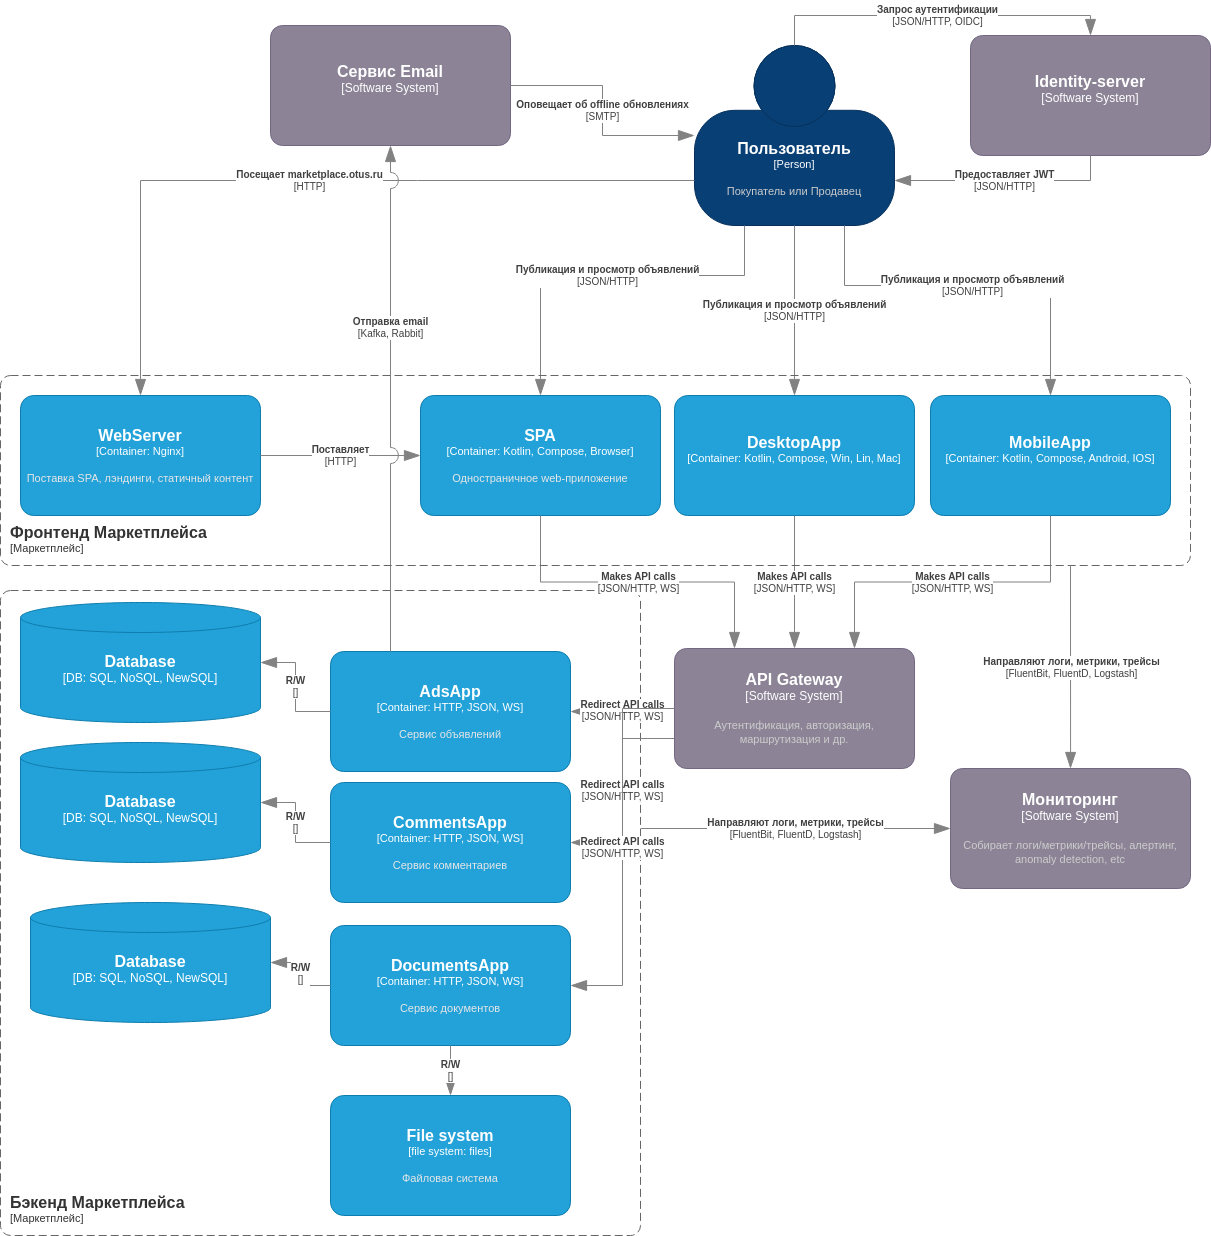 Запрос аутентификации
[JSON/HTTP, OIDC]
Сервис Email
[Software System]
Identity-server
[Software System]
Оповещает об offline обновлениях
[SMTP]
Пользователь
[Person]
Покупатель или Продавец
Посещает marketplace.otus.ru
[HTTP]
Предоставляет JWT
[JSON/HTTP]
Публикация и просмотр объявлений
[JSON/HTTP]
Публикация и просмотр объявлений
[JSON/HTTP]
Публикация и просмотр объявлений
[JSON/HTTP]
Отправка email
[Kafka, Rabbit]
WebServer
[Container: Nginx]
Поставка SPA, лэндинги, статичный контент
Поставляет
[HTTP]
SPA
[Container: Kotlin, Compose, Browser]
Одностраничное web-приложение
DesktopApp
[Container: Kotlin, Compose, Win, Lin, Mac]
MobileApp
[Container: Kotlin, Compose, Android, IOS]
Фронтенд Маркетплейса
[Маркетплейс]
Makes API calls
[JSON/HTTP, WS]
Makes API calls
[JSON/HTTP, WS]
Makes API calls
[JSON/HTTP, WS]
Database
[DB: SQL, NoSQL, NewSQL]
R/W
[]
AdsApp
[Container: HTTP, JSON, WS]
Сервис объявлений
Redirect API calls
[JSON/HTTP, WS]
API Gateway
[Software System]
Аутентификация, авторизация,
маршрутизация и др.
Направляют логи, метрики, трейсы
[FluentBit, FluentD, Logstash]
Database
[DB: SQL, NoSQL, NewSQL]
R/W
[]
CommentsApp
[Container: HTTP, JSON, WS]
Сервис комментариев
Redirect API calls
[JSON/HTTP, WS]
Redirect API calls
[JSON/HTTP, WS]
Направляют логи, метрики, трейсы
[FluentBit, FluentD, Logstash]
Мониторинг
[Software System]
Собирает логи/метрики/трейсы, алертинг,
anomaly detection, etc
Database
[DB: SQL, NoSQL, NewSQL]
R/W
[]
DocumentsApp
[Container: HTTP, JSON, WS]
Сервис документов
R/W
[]
File system
[file system: files]
Файловая система
Бэкенд Маркетплейса
[Маркетплейс]